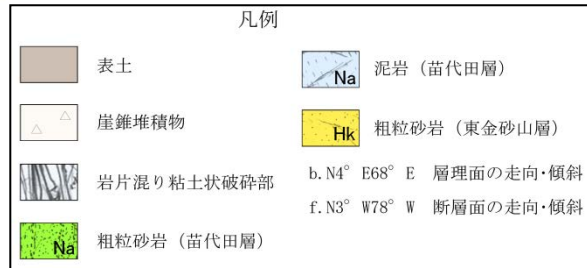 凡例
表土
崖錐堆積物
岩片混り粘土状破砕部
Na
粗粒砂岩（苗代田層）
Na
泥岩（苗代田層）
Hk
粗粒砂岩（東金砂山層）
b. N4° E68° E 層理面の走向・傾斜
f. N3° W78° W 断層面の走向・傾斜